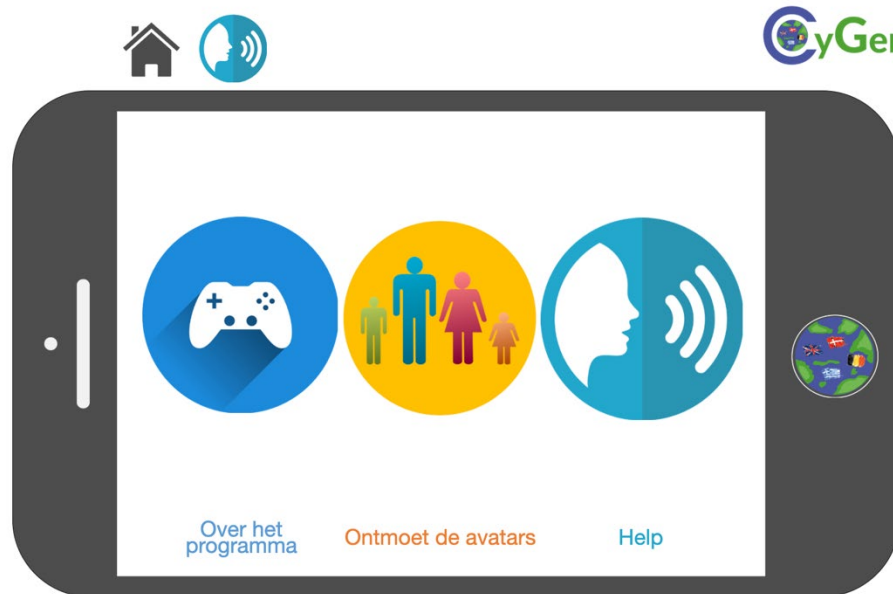 CyGen
Over het
programma
Ontmoet de avatars
Help